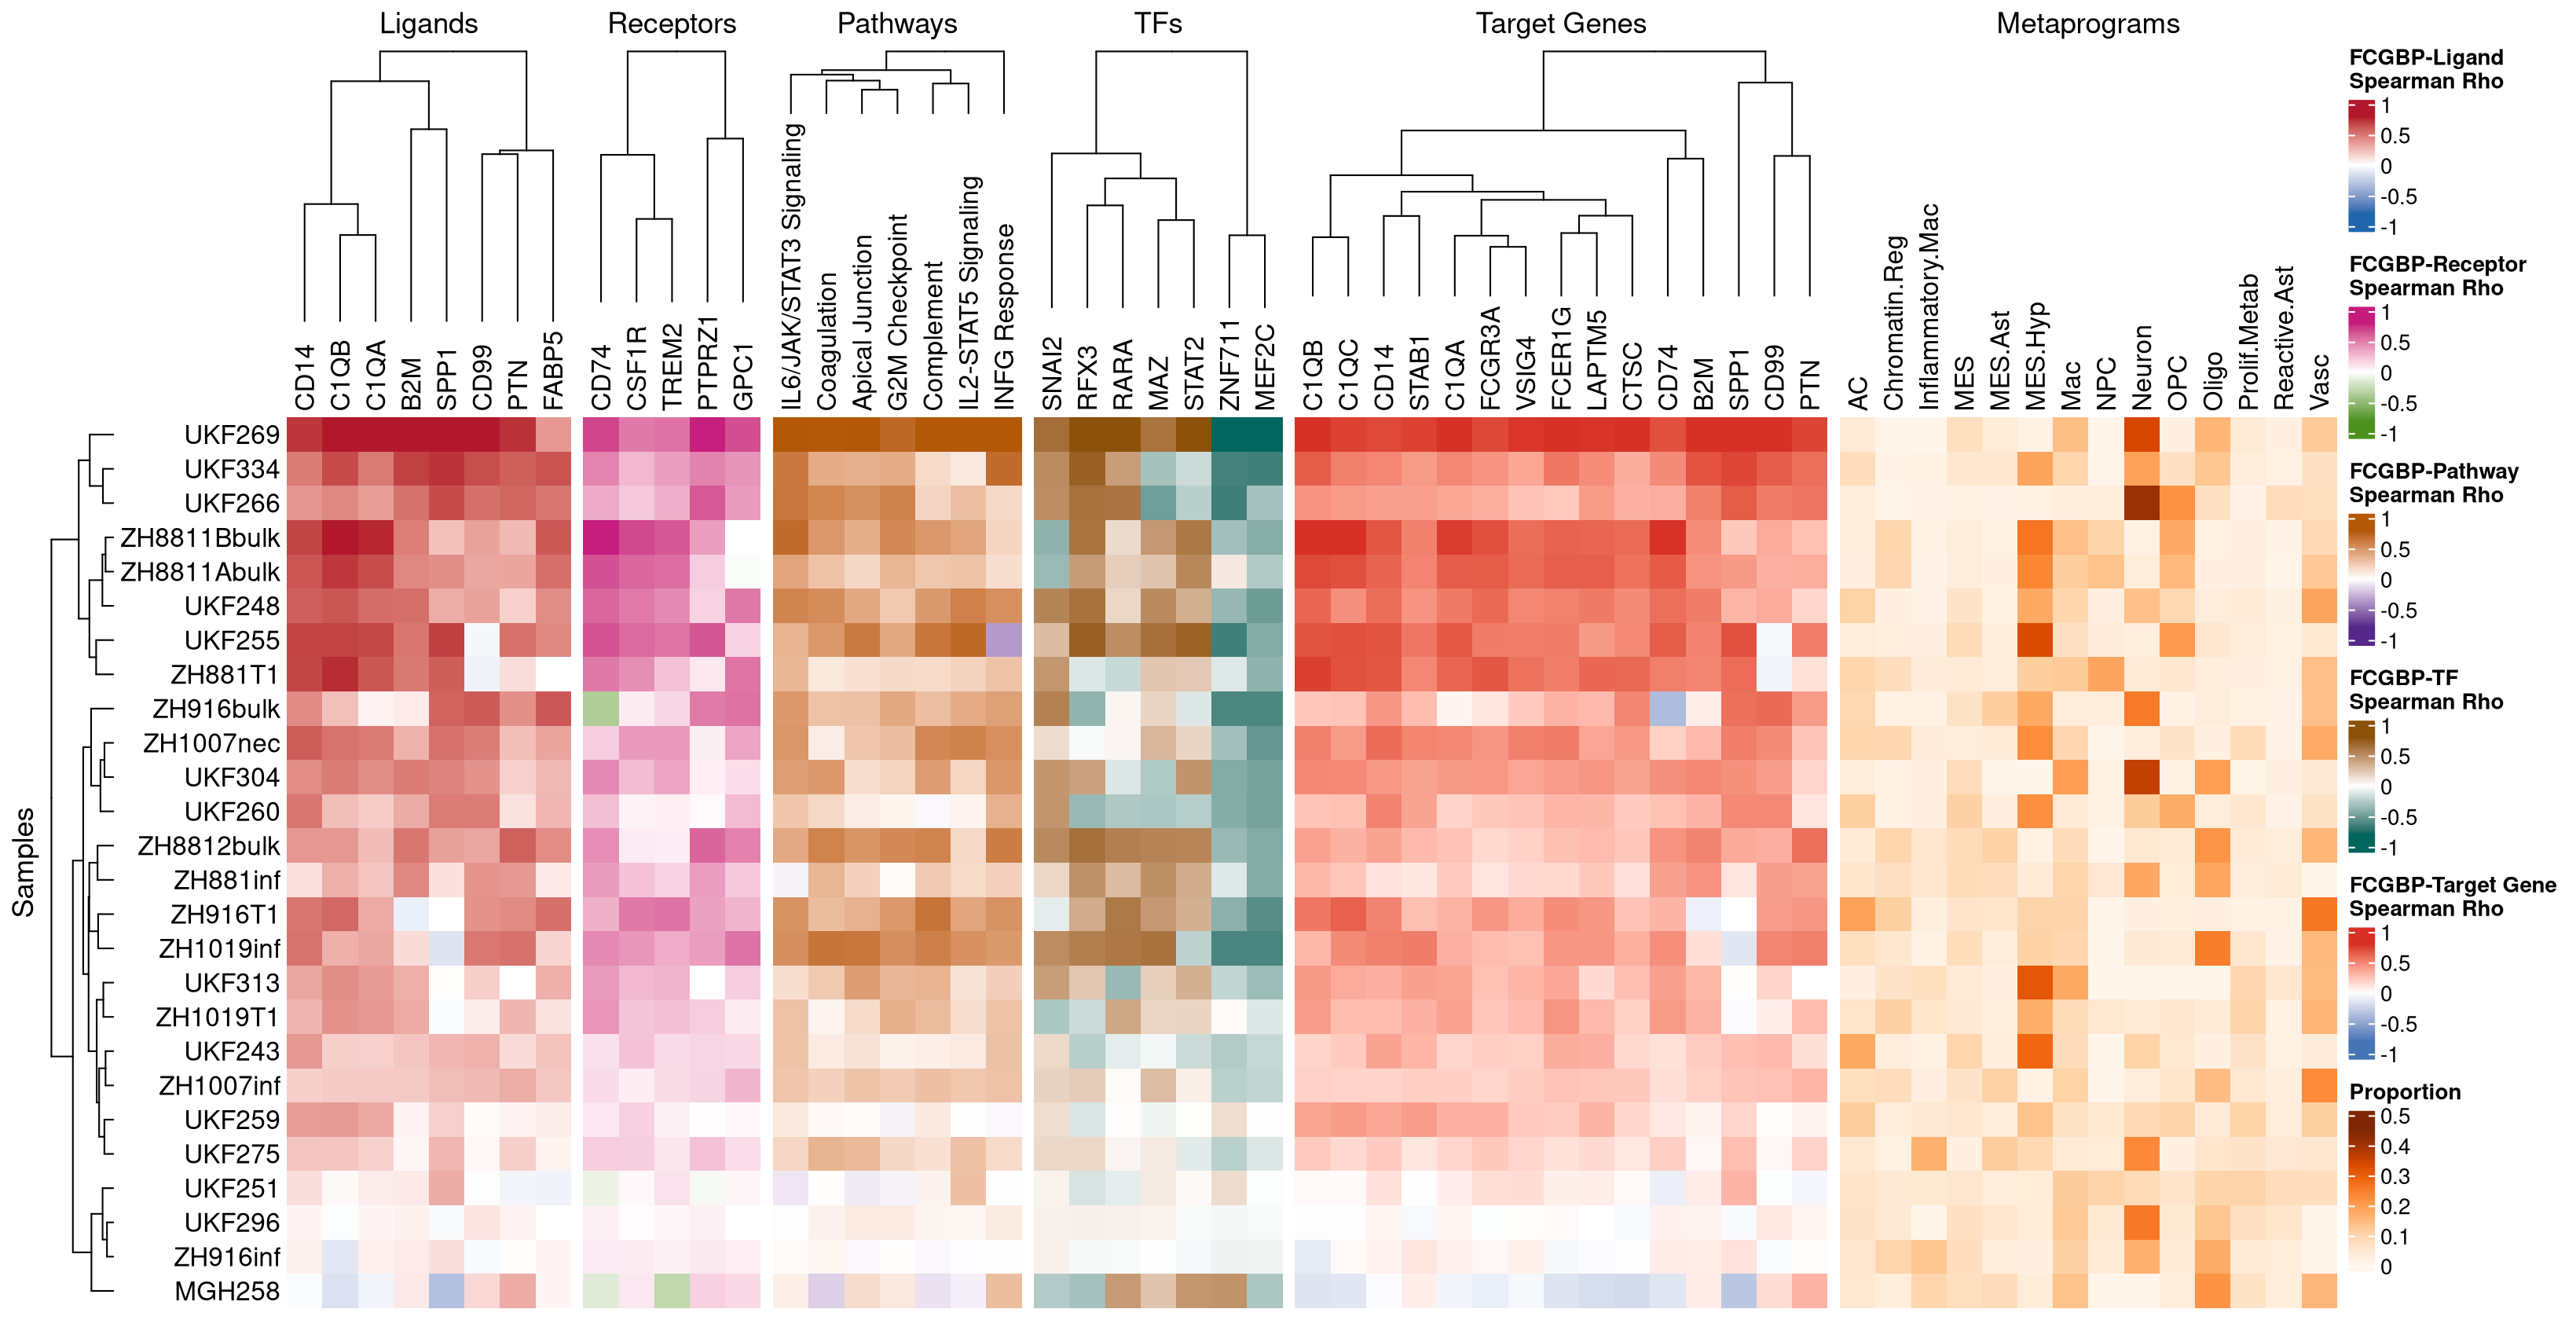 Ligands
Receptors
Pathways
TFs
Target Genes
Metaprograms
CD14
C1QB
C1QA
B2M
SPP1
CD99
PTN
FABP5
CD74
CSF1R
TREM2
PTPRZ1
GPC1
IL6/JAK/STAT3 Signaling
Coagulation
Apical Junction
G2M Checkpoint
Complement
IL2-STAT5 Signaling
INFG Response
SNAI2
RFX3
RARA
MAZ
STAT2
ZNF711
MEF2C
C1QB
C1QC
CD14
STAB1
C1QA
FCGR3A
VSIG4
FCER1G
LAPTM5
CTSC
CD74
B2M
SPP1
CD99
PTN
AC
Chromatin.Reg
Inflammatory.Mac
MES
MES.Ast
MES.Hyp
Mac
NPC
Neuron
OPC
Oligo
Prolif.Metab
Reactive.Ast
Vasc
Samples
UKF269
UKF334
UKF266
ZH8811Bbulk
ZH8811Abulk
UKF248
UKF255
ZH881T1
ZH916bulk
ZH1007nec
UKF304
UKF260
ZH8812bulk
ZH881inf
ZH916T1
ZH1019inf
UKF313
ZH1019T1
UKF243
ZH1007inf
UKF259
UKF275
UKF251
UKF296
ZH916inf
MGH258
FCGBP-Ligand
Spearman Rho
1
0.5
0
-0.5
-1
FCGBP-Receptor
Spearman Rho
1
0.5
0
-0.5
-1
FCGBP-Pathway
Spearman Rho
1
0.5
0
-0.5
-1
FCGBP-TF
Spearman Rho
1
0.5
0
-0.5
-1
FCGBP-Target Gene
Spearman Rho
1
0.5
0
-0.5
-1
Proportion
0.5
0.4
0.3
0.2
0.1
0